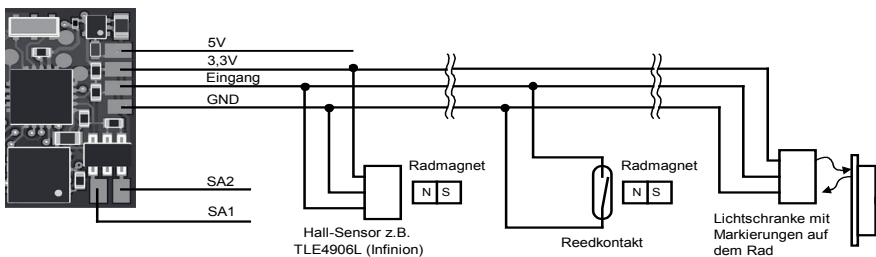 5V
3,3V
Eingang
GND
SA2
SA1
Radmagnet
N S
Hall-Sensor z.B.
TLE4906L (Infinion)
Radmagnet
N S
Reedkontakt
Lichtschranke mit
Markierungen auf
dem Rad